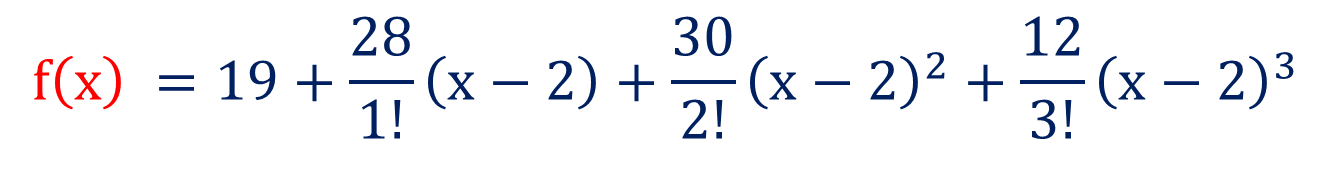 f(x) = 19 + 28/1! (x − 2) + 30/2! (x − 2)² + 12/3! (x − 2)³